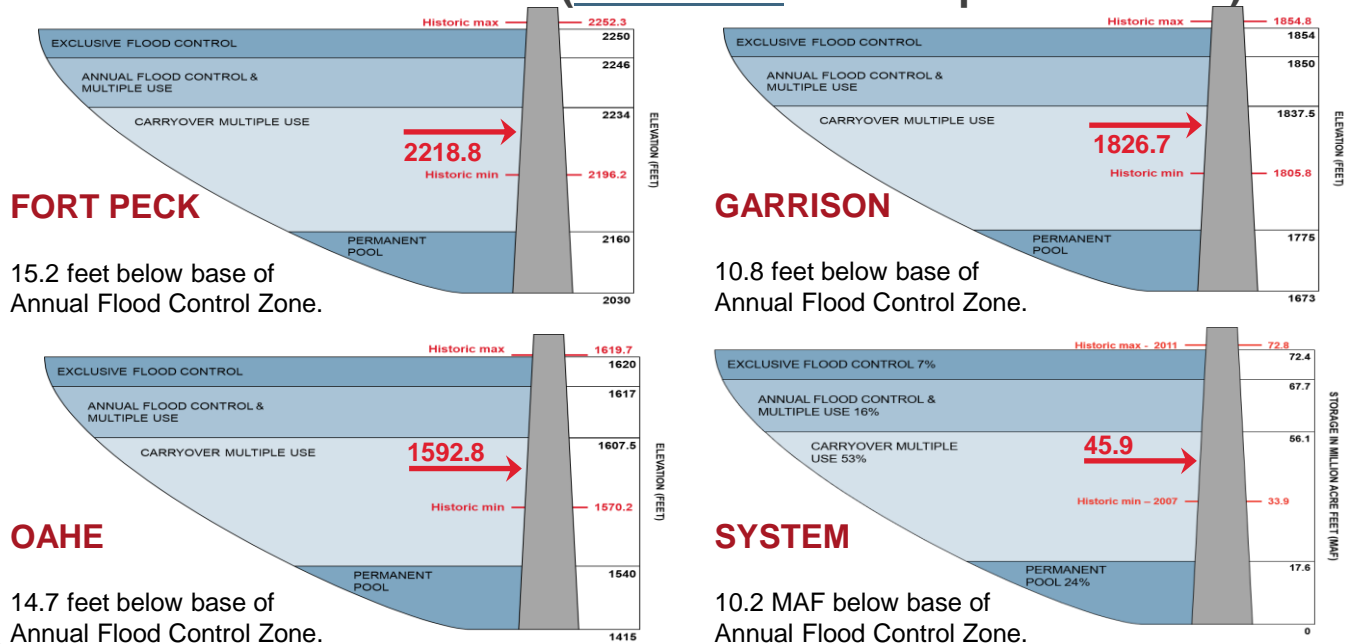 Historic max 2252.3
2250
EXCLUSIVE FLOOD CONTROL
2246
ANNUAL FLOOD CONTROL &
MULTIPLE USE
2234
CARRYOVER MULTIPLE USE
2218.8
Historic min 2196.2
FORT PECK
2160
PERMANENT
POOL
15.2 feet below base of
Annual Flood Control Zone.
2030
ELEVATION (FEET)
Historic max 1854.8
1854
EXCLUSIVE FLOOD CONTROL
1850
ANNUAL FLOOD CONTROL &
MULTIPLE USE
1837.5
CARRYOVER MULTIPLE USE
1826.7
Historic min 1805.8
GARRISON
1775
PERMANENT
POOL
10.8 feet below base of
Annual Flood Control Zone.
1673
ELEVATION (FEET)
Historic max 1619.7
1620
EXCLUSIVE FLOOD CONTROL
1617
ANNUAL FLOOD CONTROL &
MULTIPLE USE
1607.5
CARRYOVER MULTIPLE USE
1592.8
Historic min 1570.2
OAHE
1540
PERMANENT
POOL
14.7 feet below base of
Annual Flood Control Zone.
1415
ELEVATION (FEET)
Historic max - 2011 72.8
72.4
EXCLUSIVE FLOOD CONTROL 7%
67.7
ANNUAL FLOOD CONTROL &
MULTIPLE USE 16%
56.1
CARRYOVER MULTIPLE
USE 53%
45.9
Historic min – 2007 33.9
SYSTEM
17.6
PERMANENT
POOL 24%
10.2 MAF below base of
Annual Flood Control Zone.
0
STORAGE IN MILLION ACRE FEET (MAF)